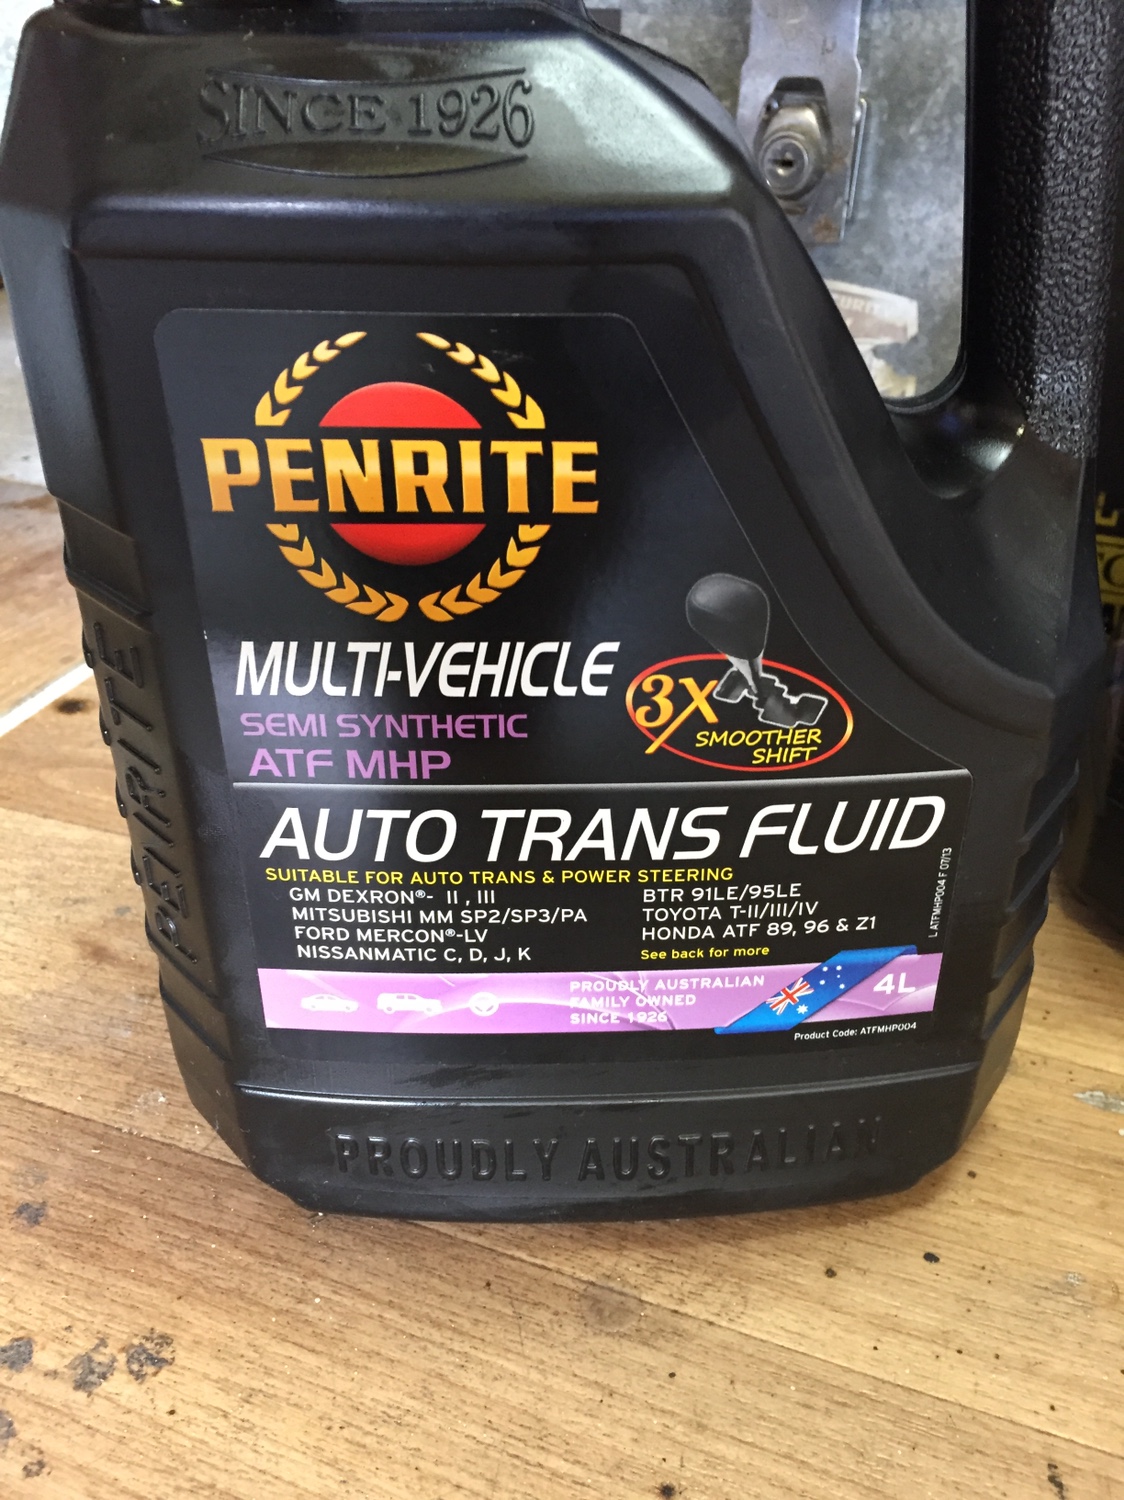 SINCE 1926
PENRITE
MULTI-VEHICLE
SEMI SYNTHETIC
ATF MHP
3X
SMOOTHER
SHIFT
AUTO TRANS FLUID
SUITABLE FOR AUTO TRANS & POWER STEERING
GM DEXRON®- II , III
MITSUBISHI MM SP2/SP3/PA
FORD MERCON®-LV
NISSANMATIC C, D, J, K
BTR 91LE/95LE
TOYOTA T-II/III/IV
HONDA ATF 89, 96 & Z1
See back for more
PROUDLY AUSTRALIAN
FAMILY OWNED
SINCE 1926
4L
Product Code: ATFMHP004
L ATFMHP004 F 07/13
PENRITE
PROUDLY AUSTRALIAN